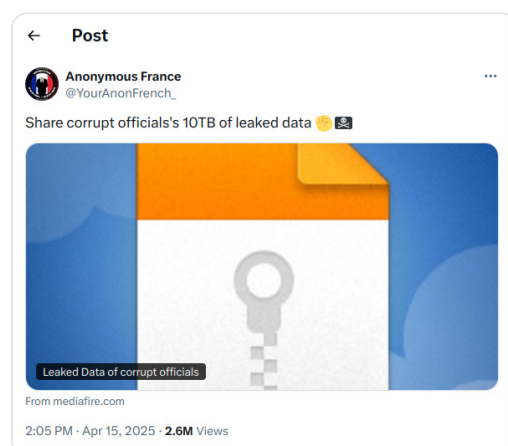 Post
Anonymous France
@YourAnonFrench_
Share corrupt officials's 10TB of leaked data ✊🏴‍☠️
Leaked Data of corrupt officials
From mediafire.com
2:05 PM · Apr 15, 2025 · 2.6M Views